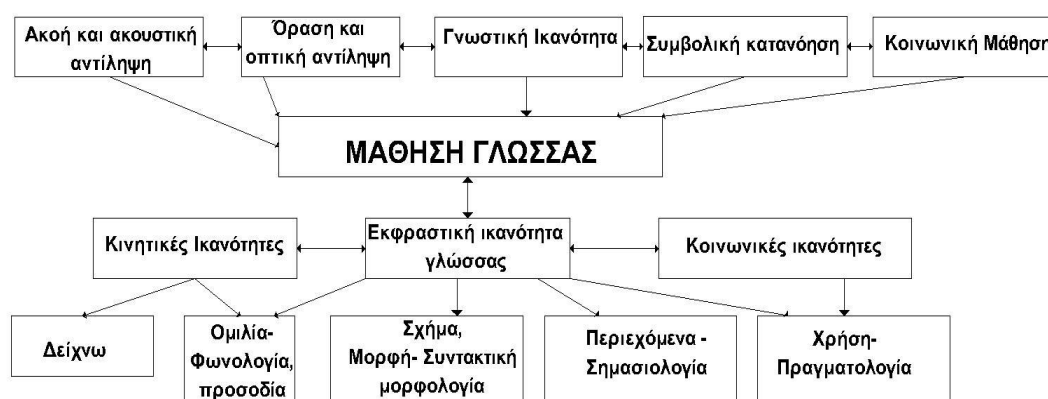 Ακοή και ακουστική
αντίληψη
Όραση και
οπτική αντίληψη
Γνωστική Ικανότητα
Συμβολική κατανόηση
Κοινωνική Μάθηση
ΜΑΘΗΣΗ ΓΛΩΣΣΑΣ
Κινητικές Ικανότητες
Εκφραστική ικανότητα
γλώσσας
Κοινωνικές ικανότητες
Δείχνω
Ομιλία-
Φωνολογία,
προσοδία
Σχήμα,
Μορφή- Συντακτική
μορφολογία
Περιεχόμενα -
Σημασιολογία
Χρήση-
Πραγματολογία